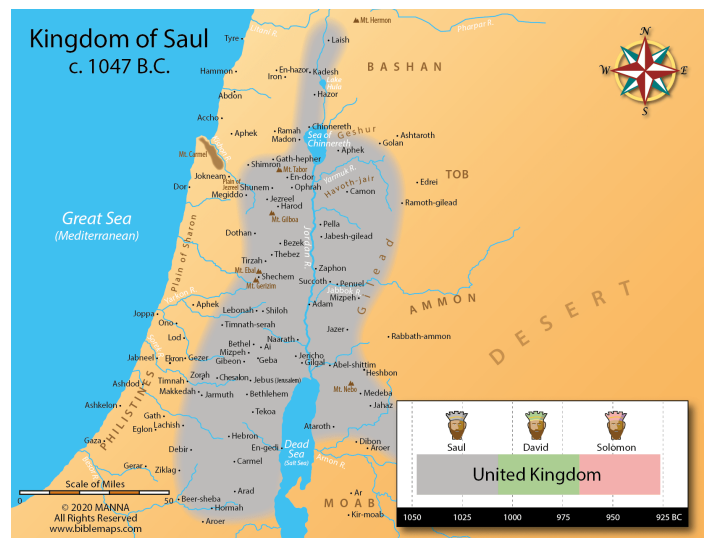 Kingdom of Saul
c. 1047 B.C.
Tyre
Mt. Hermon
Pharpar R.
Laish
BASHAN
N
W
E
S
Hammon
En-hazor
Kadesh
Iron
Lake
Hula
Abdon
Hazor
Accho
Aphek
Ramah
Chinnereth
Madon
Sea of
Chinnereth
Geshur
Ashtaroth
Golan
Aphek
Mt. Carmel
Gath-hepher
Shimron
Mt. Tabor
Yarmuk R.
Jokneam
En-dor
TOB
Edrei
Plain of
Jezreel
Dor
Shunem
Ophrah
Havoth-jair
Camon
Megiddo
Jezreel
Harod
Ramoth-gilead
Mt. Gilboa
Great Sea
(Mediterranean)
Plain of Sharon
Dothan
Pella
Jabesh-gilead
Jordan R.
Bezek
Thebez
Tirzah
Gilead
Mt. Ebal
Shechem
Zaphon
Mt. Gerizim
Succoth
Penuel
Jabbok R.
Mizpeh
Yarkon R.
Aphek
Adam
AMMON
DESERT
Joppa
Lebonah
Shiloh
Ono
Timnath-serah
Jazer
Lod
Naarath
Rabbath-ammon
Bethel
Ai
Mizpeh
Jabneel
Ekron
Gezer
Gibeon
Geba
Jericho
Gilgal
Abel-shittim
Heshbon
Ashdod
Timnah
Zorah
Chesalon
Jebus (Jerusalem)
Mt. Nebo
Makkedah
Jarmuth
Bethlehem
Medeba
Ashkelon
PHILISTINES
Jahaz
Gath
Tekoa
Lachish
Eglon
Ataroth
Gaza
Hebron
Dibon
Debir
En-gedi
Dead
Sea
(Salt Sea)
Aroer
Arnon R.
Gerar
Ziklag
Carmel
Scale of Miles
0
50
Arad
Beer-sheba
Ar
MOAB
Hormah
Kir-moab
Aroer
© 2020 MANNA
All Rights Reserved
www.biblemaps.com
Saul
David
Solomon
United Kingdom
1050
1025
1000
975
950
925 BC